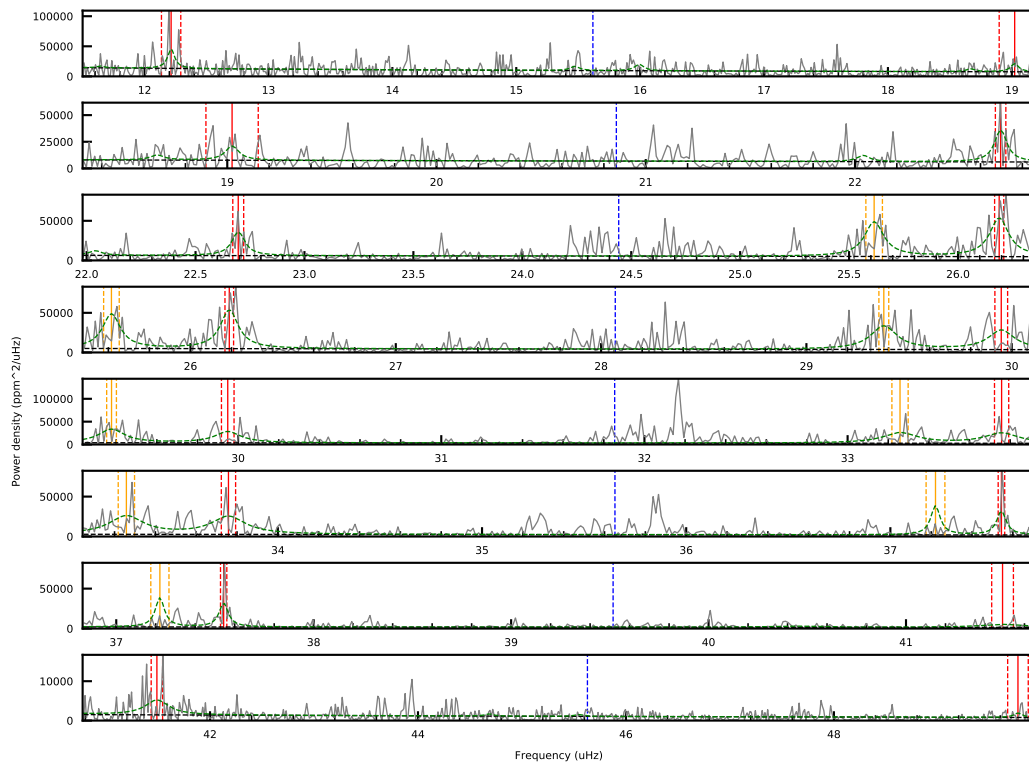 100000
50000
0
12 13 14 15 16 17 18 19
50000
25000
0
19 20 21 22
50000
0
22.0 22.5 23.0 23.5 24.0 24.5 25.0 25.5 26.0
50000
0
26 27 28 29 30
100000
50000
0
30 31 32 33
50000
0
34 35 36 37
50000
0
37 38 39 40 41
10000
0
42 44 46 48
Power density (ppm^2/uHz)
Frequency (uHz)